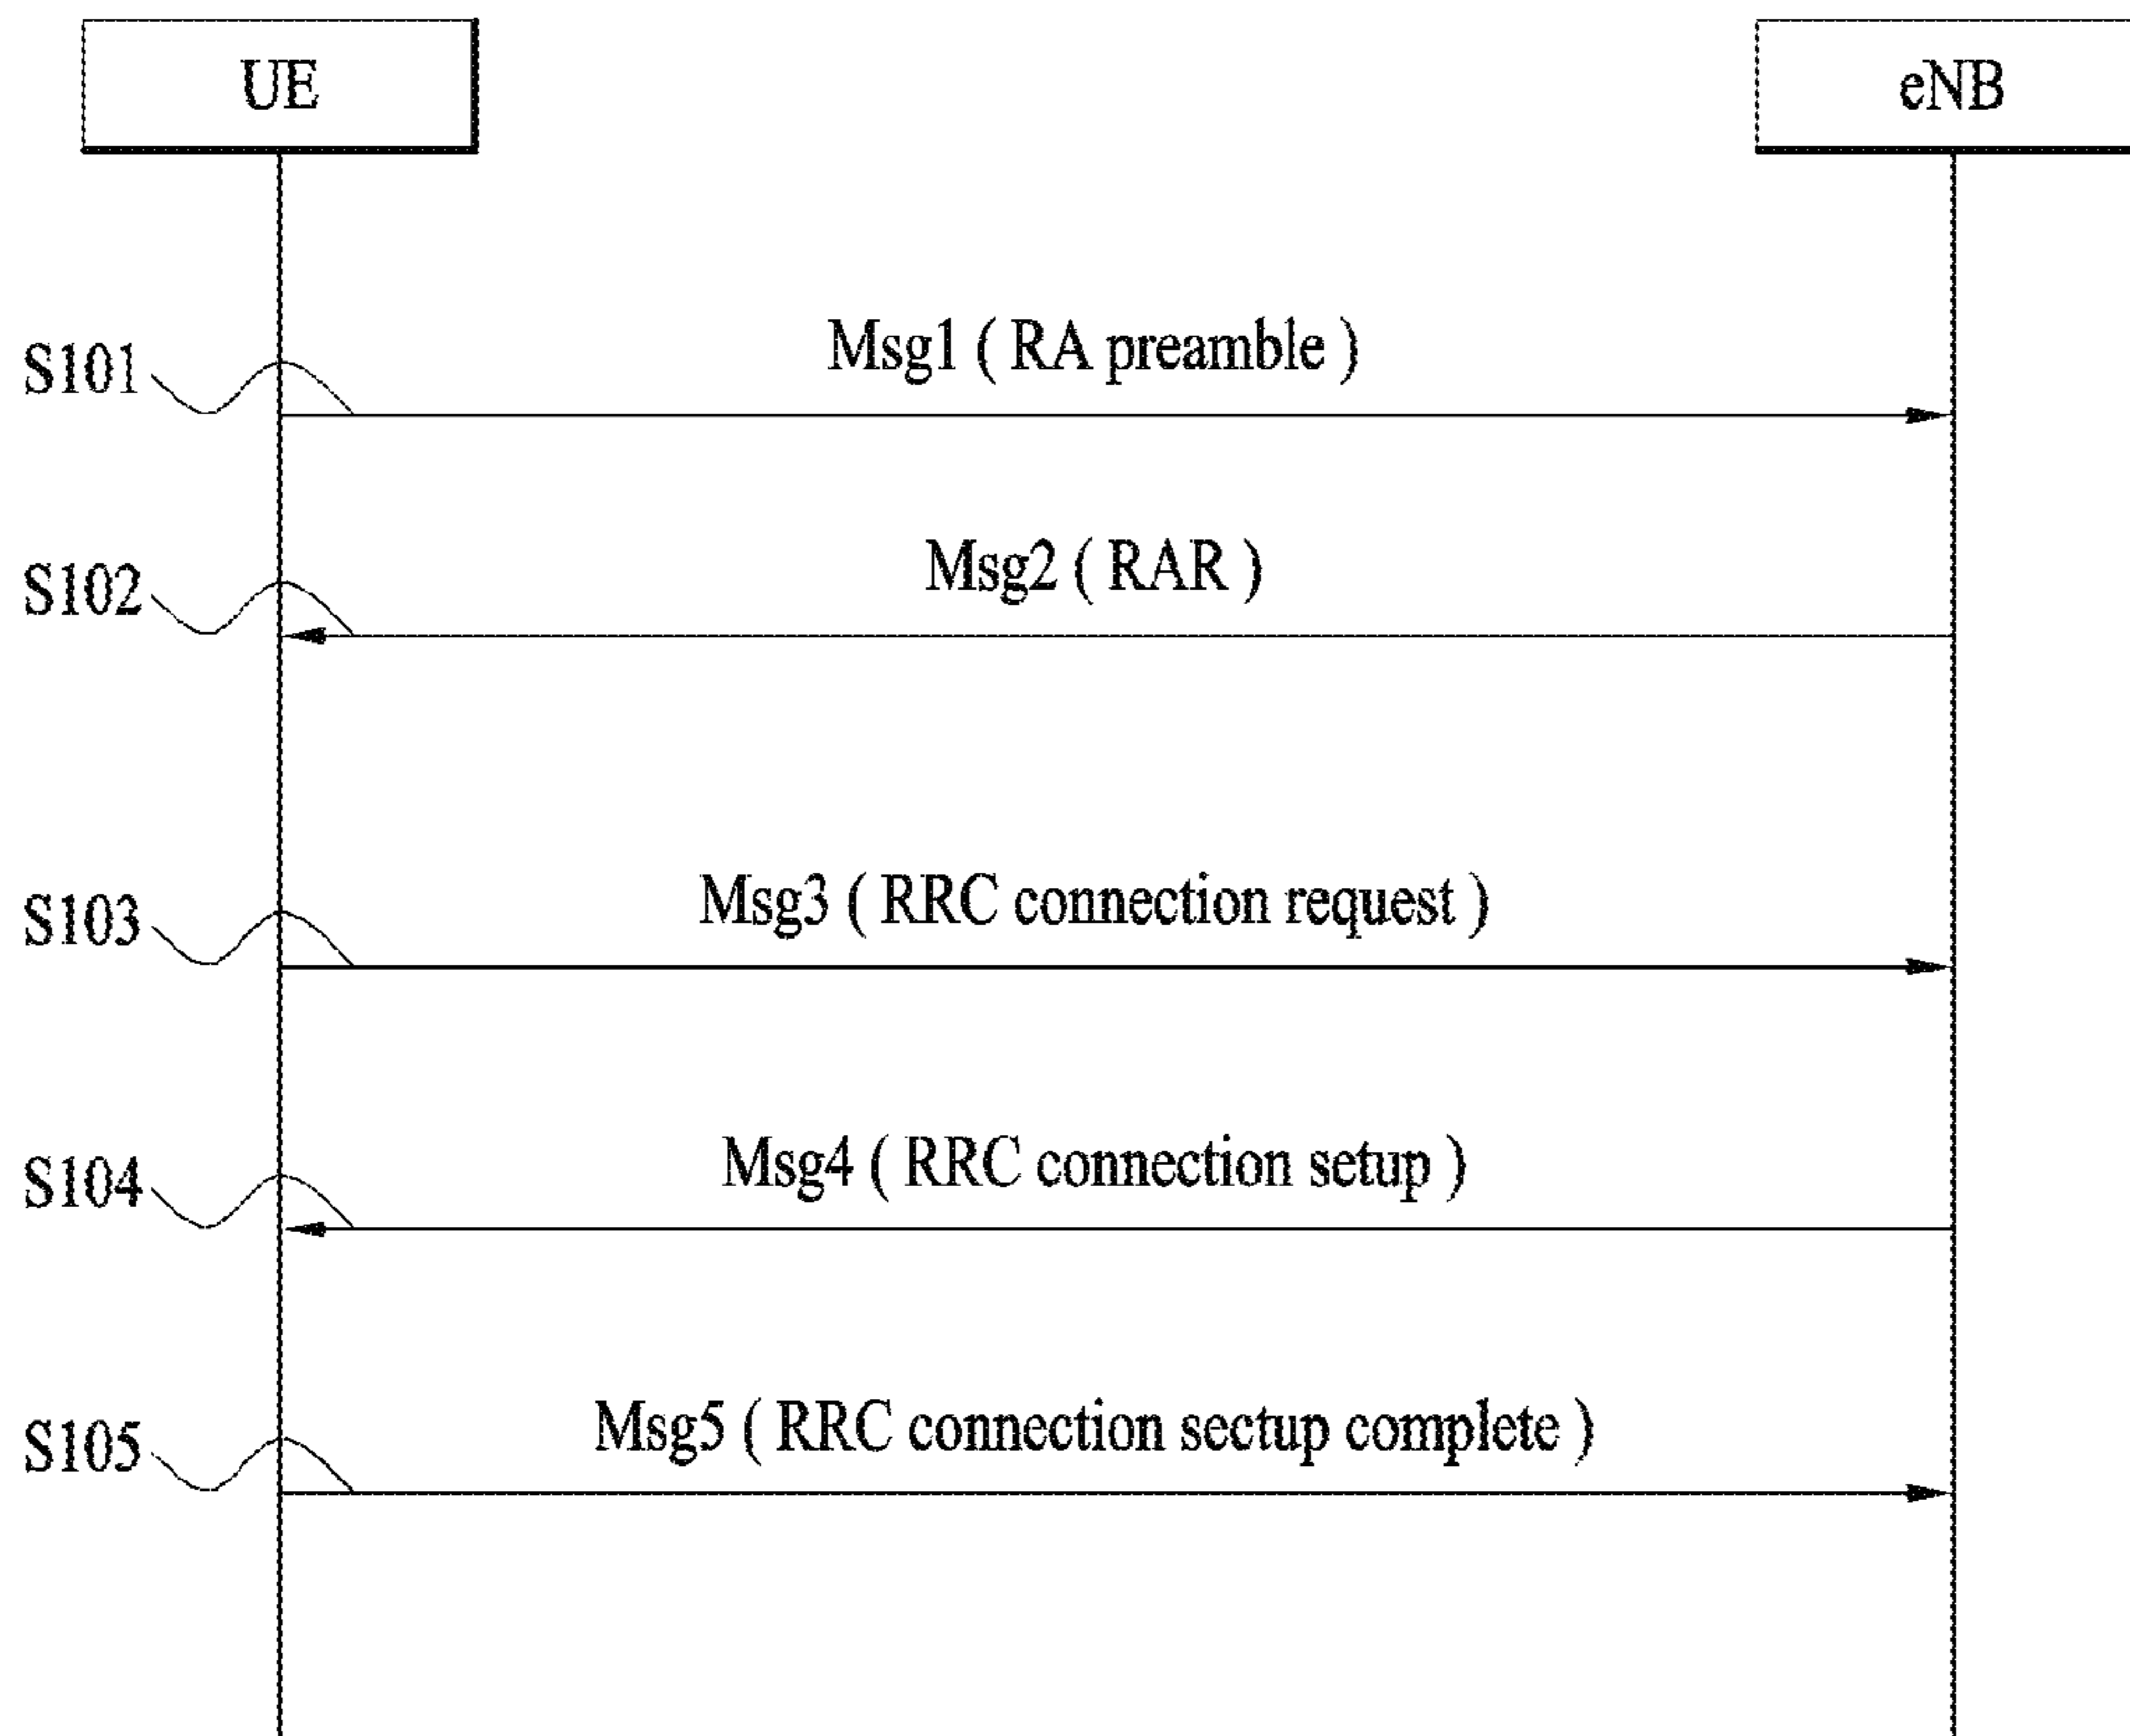 UE
eNB
S101
Msg1 ( RA preamble )
S102
Msg2 ( RAR )
S103
Msg3 ( RRC connection request )
S104
Msg4 ( RRC connection setup )
S105
Msg5 ( RRC connection sectup complete )